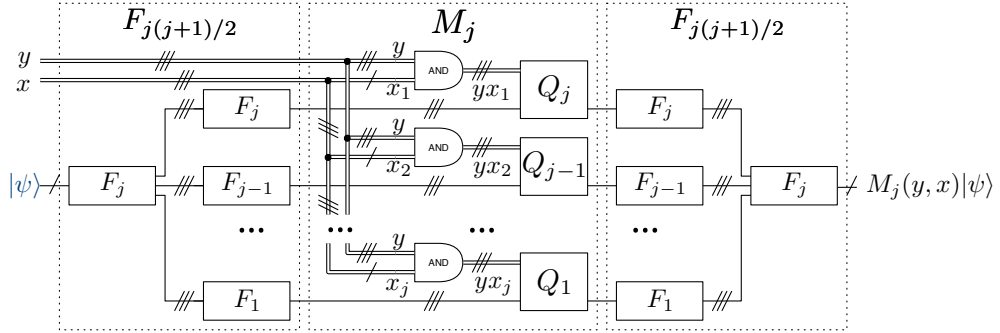 F_{j(j+1)/2} M_j F_{j(j+1)/2}
y y AND yx_1 Q_j
x x_1
F_j F_j
y AND yx_2 Q_{j-1}
x_2
|ψ⟩ F_j F_{j-1} F_{j-1} F_j M_j(y,x)|ψ⟩
••• ••• ••• •••
y AND yx_j Q_1
x_j
F_1 F_1